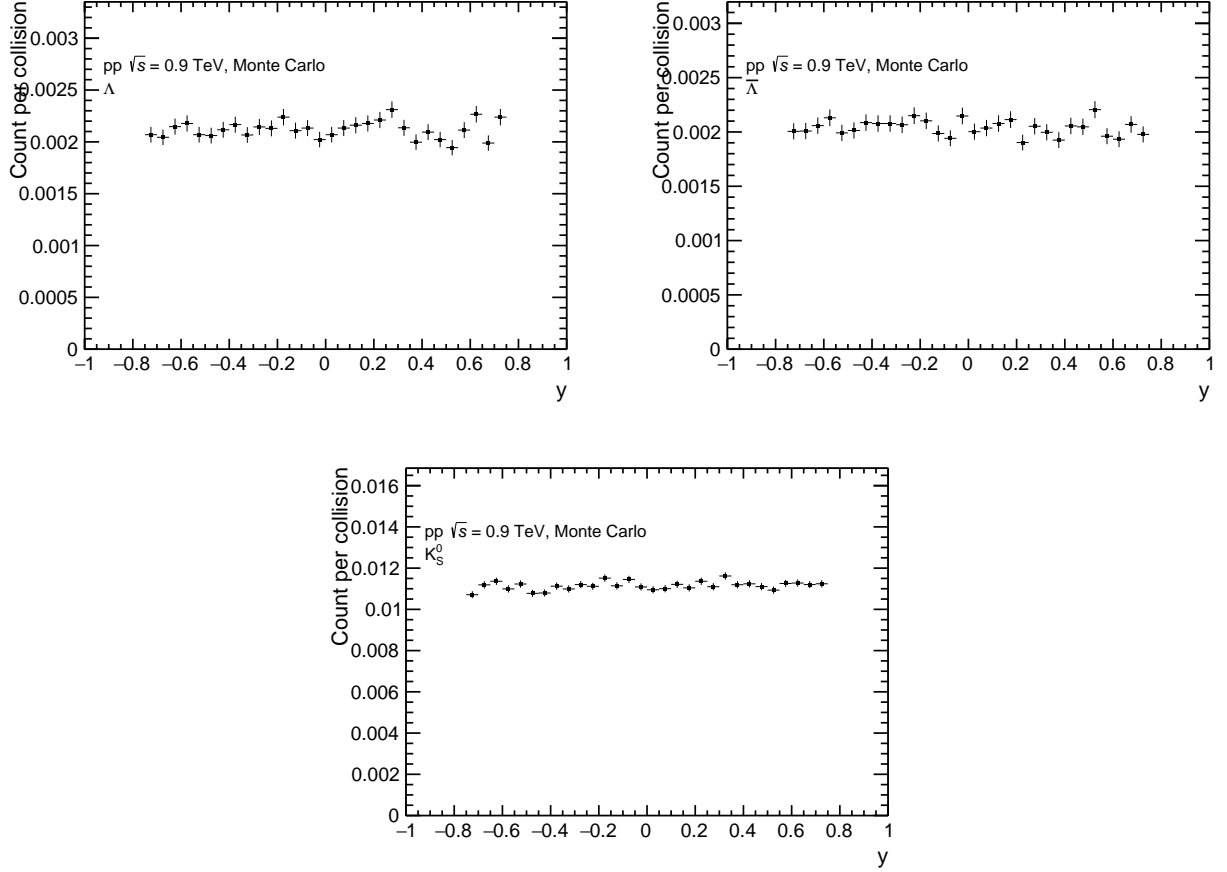 Count per collision
0.003
0.0025
0.002
0.0015
0.001
0.0005
0
pp √s = 0.9 TeV, Monte Carlo
Λ
−1 −0.8 −0.6 −0.4 −0.2 0 0.2 0.4 0.6 0.8 1
y
Count per collision
0.003
0.0025
0.002
0.0015
0.001
0.0005
0
pp √s = 0.9 TeV, Monte Carlo
Λ̅
−1 −0.8 −0.6 −0.4 −0.2 0 0.2 0.4 0.6 0.8 1
y
Count per collision
0.016
0.014
0.012
0.01
0.008
0.006
0.004
0.002
0
pp √s = 0.9 TeV, Monte Carlo
K⁰S
−1 −0.8 −0.6 −0.4 −0.2 0 0.2 0.4 0.6 0.8 1
y